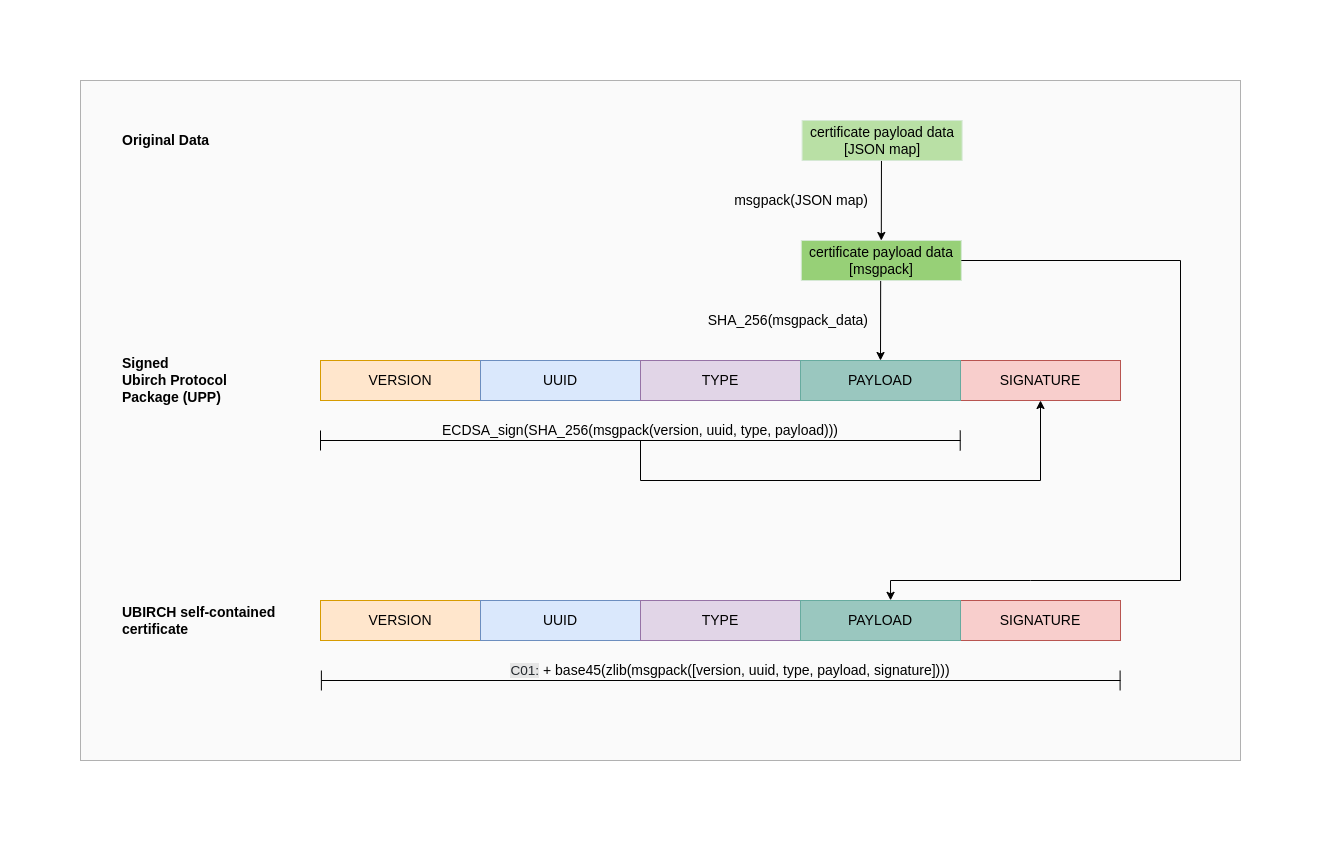 Original Data
certificate payload data
[JSON map]
msgpack(JSON map)
certificate payload data
[msgpack]
SHA_256(msgpack_data)
Signed
Ubirch Protocol
Package (UPP)
VERSION
UUID
TYPE
PAYLOAD
SIGNATURE
ECDSA_sign(SHA_256(msgpack(version, uuid, type, payload)))
UBIRCH self-contained
certificate
VERSION
UUID
TYPE
PAYLOAD
SIGNATURE
C01: + base45(zlib(msgpack([version, uuid, type, payload, signature])))